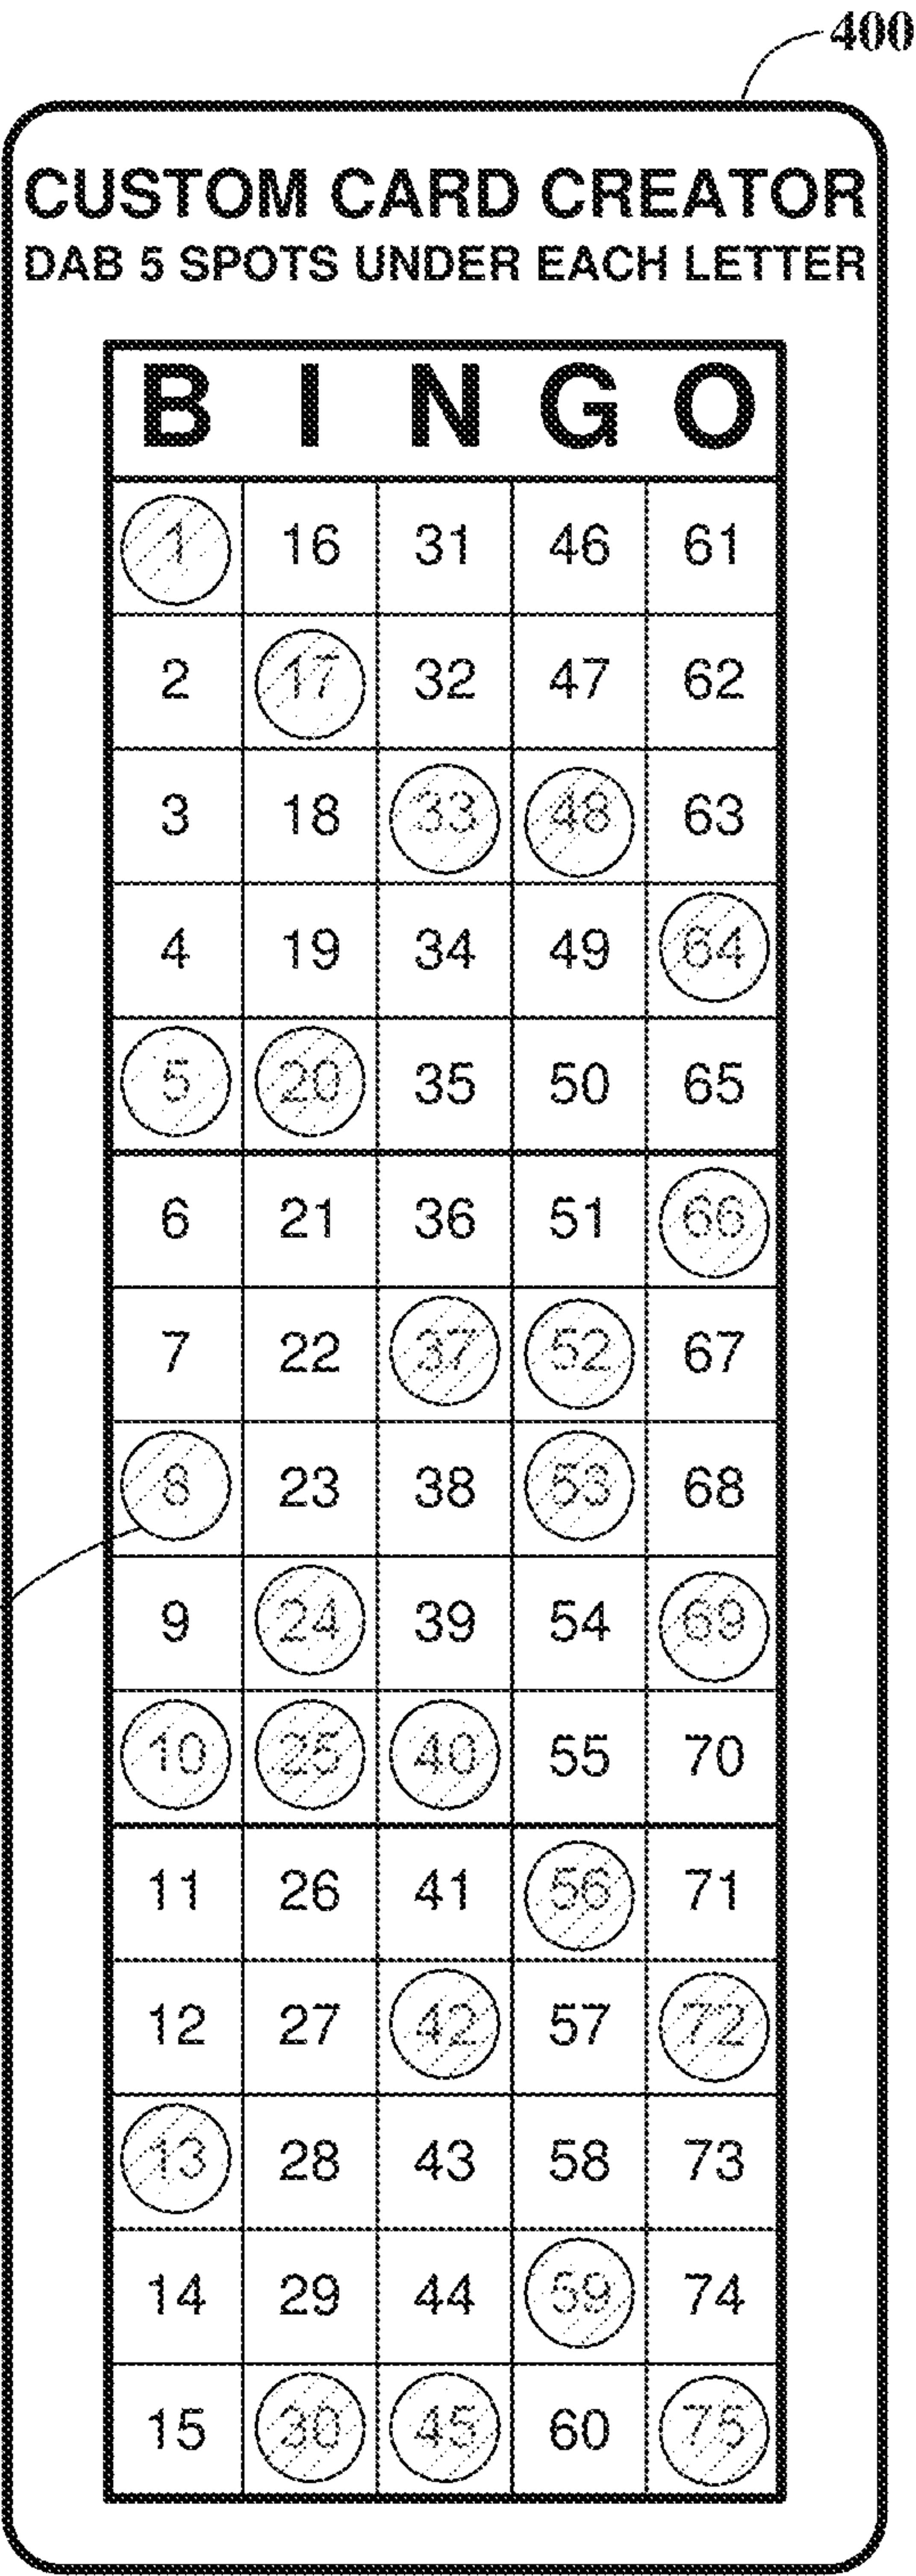 400
CUSTOM CARD CREATOR
DAB 5 SPOTS UNDER EACH LETTER
B I N G O
1 16 31 46 61
2 17 32 47 62
3 18 33 48 63
4 19 34 49 64
5 20 35 50 65
6 21 36 51 66
7 22 37 52 67
8 23 38 53 68
9 24 39 54 69
10 25 40 55 70
11 26 41 56 71
12 27 42 57 72
13 28 43 58 73
14 29 44 59 74
15 30 45 60 75